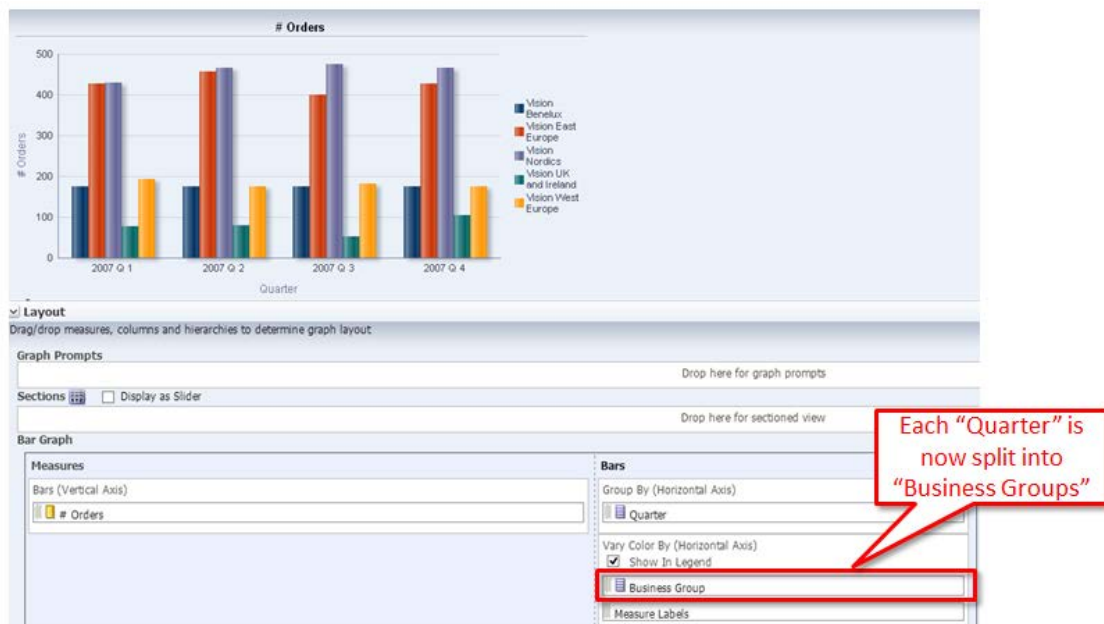 # Orders
500
400
300
200
100
0
# Orders
2007 Q 1
2007 Q 2
2007 Q 3
2007 Q 4
Quarter
Vision
Benelux
Vision East
Europe
Vision
Nordics
Vision UK
and Ireland
Vision West
Europe
Layout
Drag/drop measures, columns and hierarchies to determine graph layout
Graph Prompts
Drop here for graph prompts
Sections
Display as Slider
Drop here for sectioned view
Bar Graph
Measures
Bars (Vertical Axis)
# Orders
Bars
Group By (Horizontal Axis)
Quarter
Vary Color By (Horizontal Axis)
Show In Legend
Business Group
Measure Labels
Each “Quarter” is
now split into
“Business Groups”